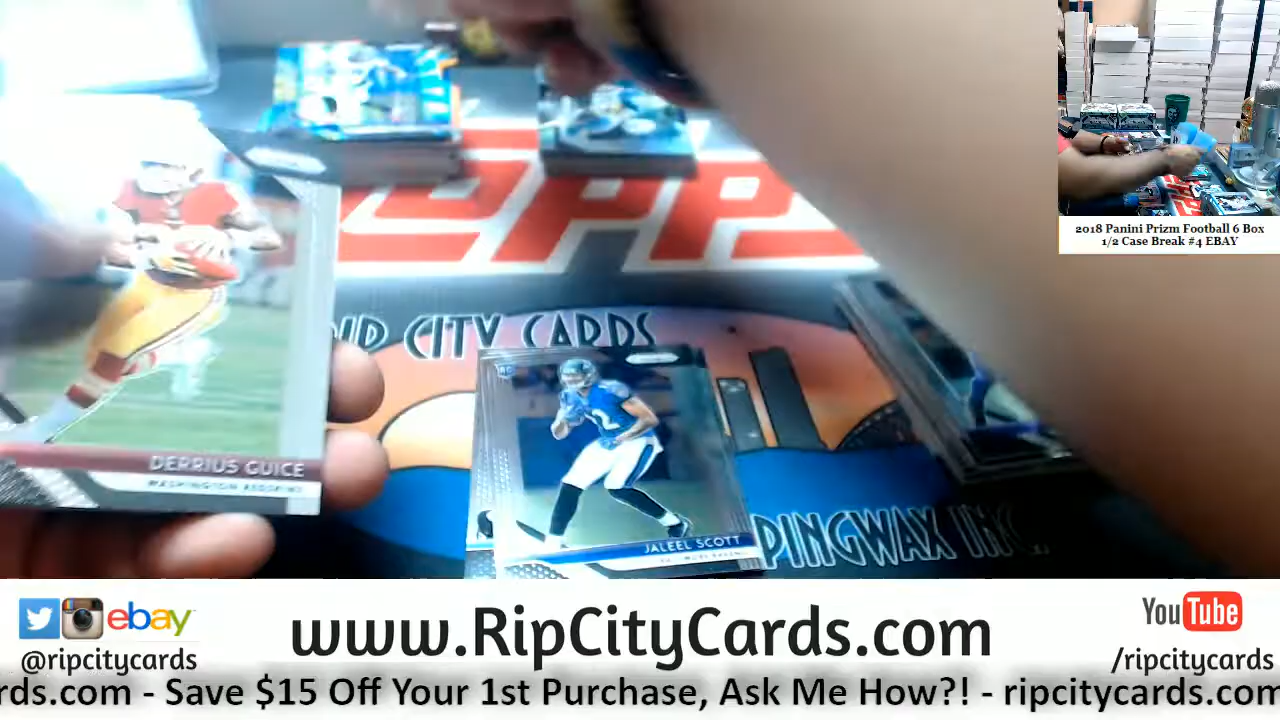 2018 Panini Prizm Football 6 Box
1/2 Case Break #4 EBAY
RIP CITY CARDS
DERRIUS GUICE
WASHINGTON REDSKINS
RC
JALEEL SCOTT
PINGWAX INC.
ebay
www.RipCityCards.com
YouTube
@ripcitycards
/ripcitycards
rds.com - Save $15 Off Your 1st Purchase, Ask Me How?! - ripcitycards.com